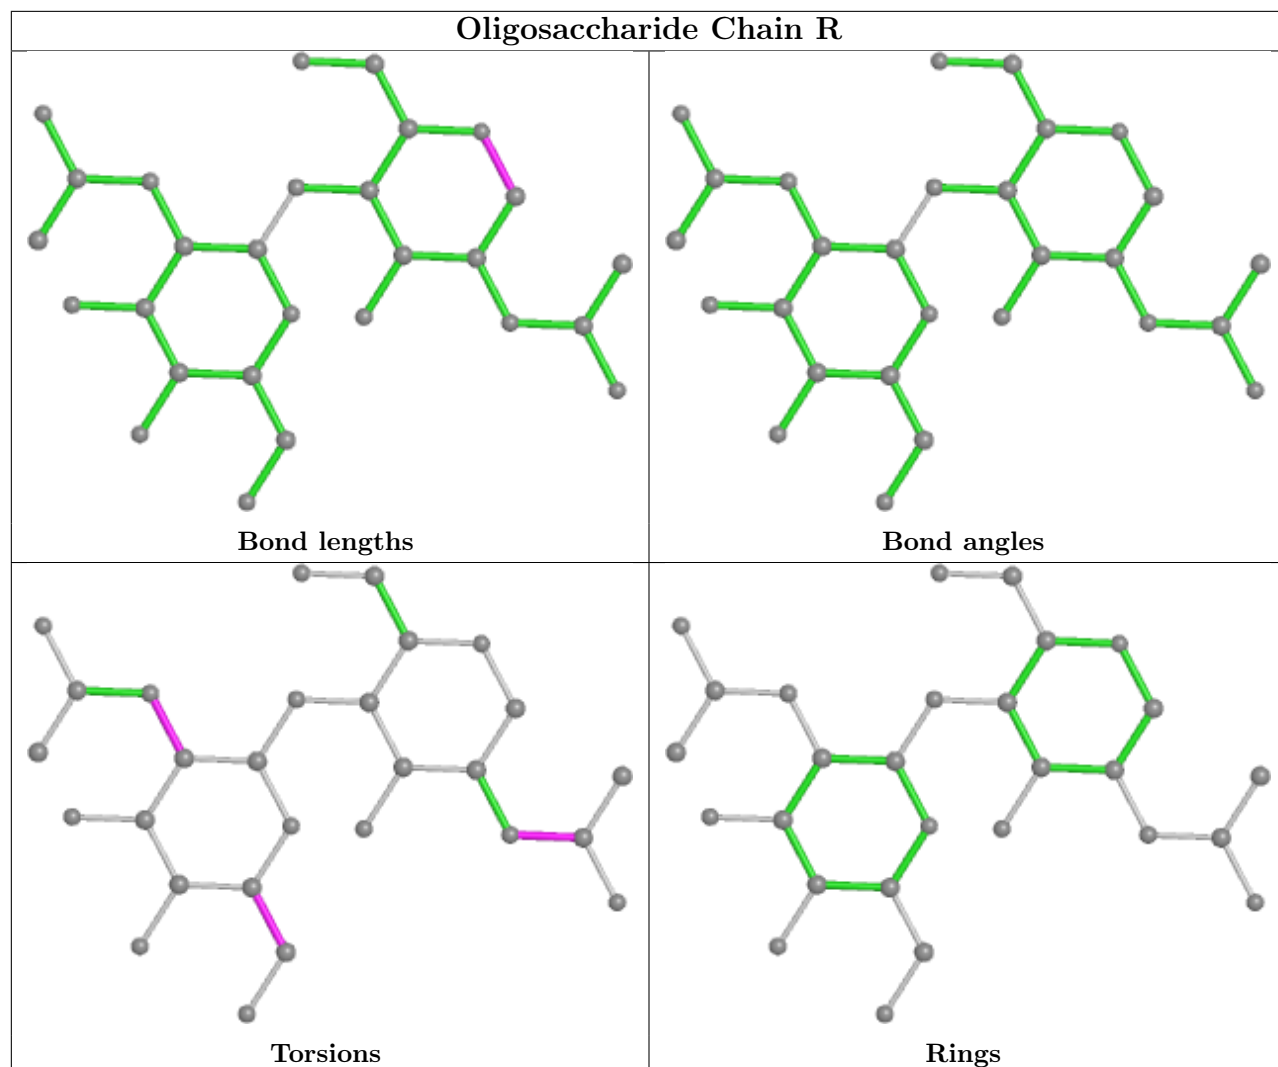 Oligosaccharide Chain R
Bond lengths
Bond angles
Torsions
Rings